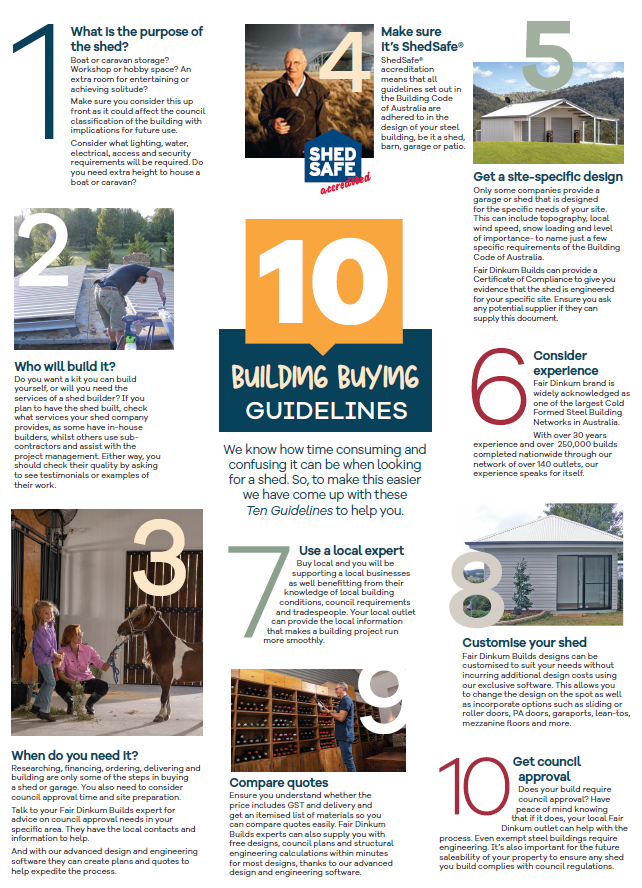 1
What is the purpose of
the shed?
Boat or caravan storage?
Workshop or hobby space? An
extra room for entertaining or
achieving solitude?
Make sure you consider this up
front as it could affect the council
classification of the building with
implications for future use.
Consider what lighting, water,
electrical, access and security
requirements will be required. Do
you need extra height to house a
boat or caravan?
2
Who will build it?
Do you want a kit you can build
yourself, or will you need the
services of a shed builder? If you
plan to have the shed built, check
what services your shed company
provides, as some have in-house
builders, whilst others use sub-
contractors and assist with the
project management. Either way, you
should check their quality by asking
to see testimonials or examples of
their work.
3
When do you need it?
Researching, financing, ordering, delivering and
building are only some of the steps in buying
a shed or garage. You also need to consider
council approval time and site preparation.
Talk to your Fair Dinkum Builds expert for
advice on council approval needs in your
specific area. They have the local contacts and
information to help.
And with our advanced design and engineering
software they can create plans and quotes to
help expedite the process.
4
Make sure
it's ShedSafe®
ShedSafe®
accreditation
means that all
guidelines set out in
the Building Code
of Australia are
adhered to in the
design of your steel
building, be it a shed,
barn, garage or patio.
SHED
SAFE
accredited
10
BUILDING BUYING
GUIDELINES
We know how time consuming and
confusing it can be when looking
for a shed. So, to make this easier
we have come up with these
Ten Guidelines to help you.
5
Get a site-specific design
Only some companies provide a
garage or shed that is designed
for the specific needs of your site.
This can include topography, local
wind speed, snow loading and level
of importance- to name just a few
specific requirements of the Building
Code of Australia.
Fair Dinkum Builds can provide a
Certificate of Compliance to give you
evidence that the shed is engineered
for your specific site. Ensure you ask
any potential supplier if they can
supply this document.
6
Consider
experience
Fair Dinkum brand is
widely acknowledged as
one of the largest Cold
Formed Steel Building
Networks in Australia.
With over 30 years
experience and over 250,000 builds
completed nationwide through our
network of over 140 outlets, our
experience speaks for itself.
7
Use a local expert
Buy local and you will be
supporting a local businesses
as well benefitting from their
knowledge of local building
conditions, council requirements
and tradespeople. Your local outlet
can provide the local information
that makes a building project run
more smoothly.
8
Customise your shed
Fair Dinkum Builds designs can be
customised to suit your needs without
incurring additional design costs using
our exclusive software. This allows you
to change the design on the spot as well
as incorporate options such as sliding or
roller doors, PA doors, garaports, lean-tos,
mezzanine floors and more.
9
Compare quotes
Ensure you understand whether the
price includes GST and delivery and
get an itemised list of materials so you
can compare quotes easily. Fair Dinkum
Builds experts can also supply you with
free designs, council plans and structural
engineering calculations within minutes
for most designs, thanks to our advanced
design and engineering software.
10
Get council
approval
Does your build require
council approval? Have
peace of mind knowing
that if it does, your local Fair
Dinkum outlet can help with the
process. Even exempt steel buildings require
engineering. It's also important for the future
saleability of your property to ensure any shed
you build complies with council regulations.